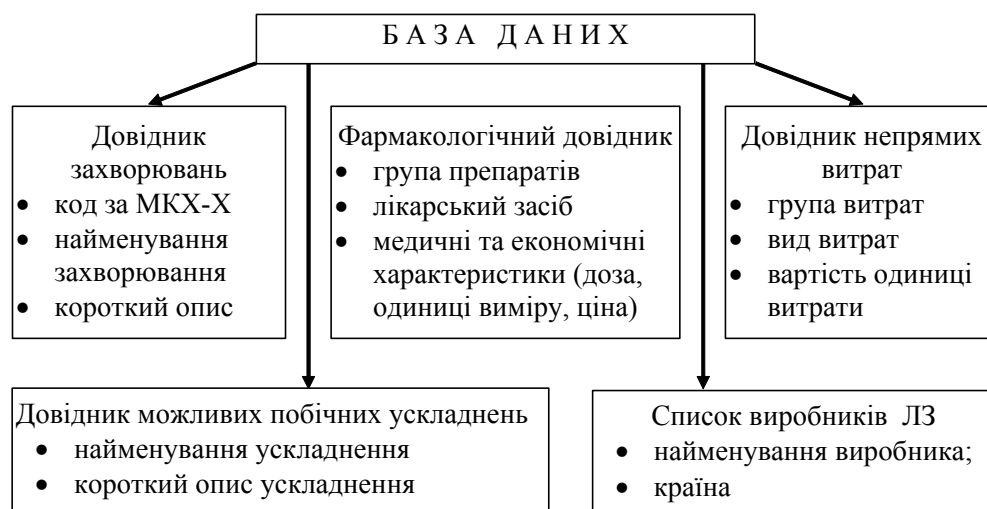 Б А З А Д А Н И Х
Довідник
захворювань
• код за МКХ-Х
• найменування
захворювання
• короткий опис
Фармакологічний довідник
• група препаратів
• лікарський засіб
• медичні та економічні
характеристики (доза,
одиниці виміру, ціна)
Довідник непрямих
витрат
• група витрат
• вид витрат
• вартість одиниці
витрати
Довідник можливих побічних ускладнень
• найменування ускладнення
• короткий опис ускладнення
Список виробників ЛЗ
• найменування виробника;
• країна